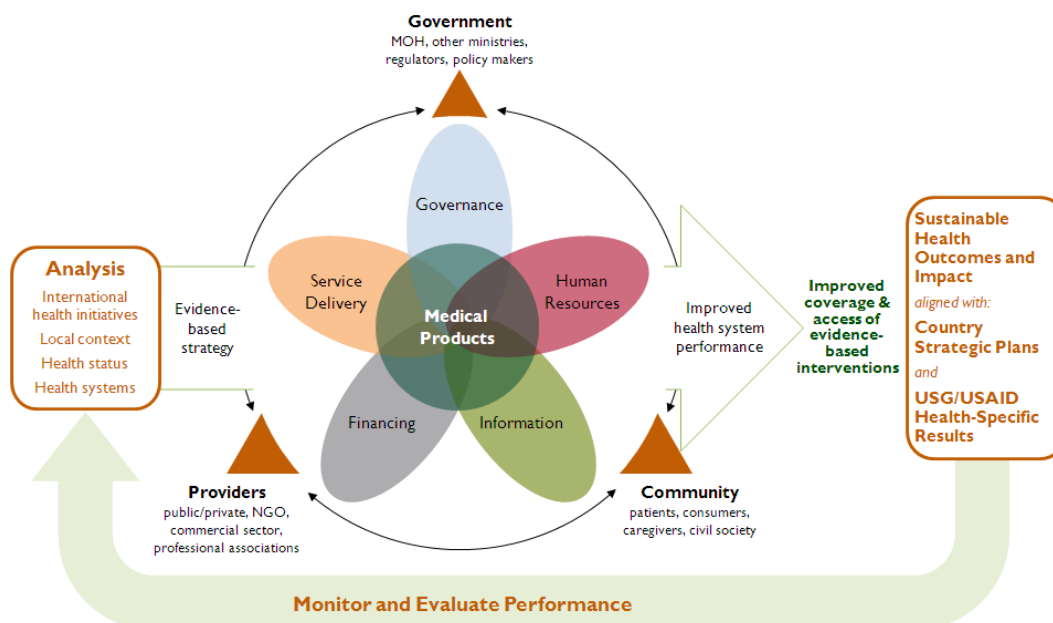 Government
MOH, other ministries,
regulators, policy makers
Governance
Service
Delivery
Human
Resources
Medical
Products
Financing
Information
Analysis
International
health initiatives
Local context
Health status
Health systems
Evidence-
based
strategy
Improved
health system
performance
Improved
coverage &
access of
evidence-
based
interventions
Sustainable
Health
Outcomes and
Impact
aligned with:
Country
Strategic Plans
and
USG/USAID
Health-Specific
Results
Providers
public/private, NGO,
commercial sector,
professional associations
Community
patients, consumers,
caregivers, civil society
Monitor and Evaluate Performance